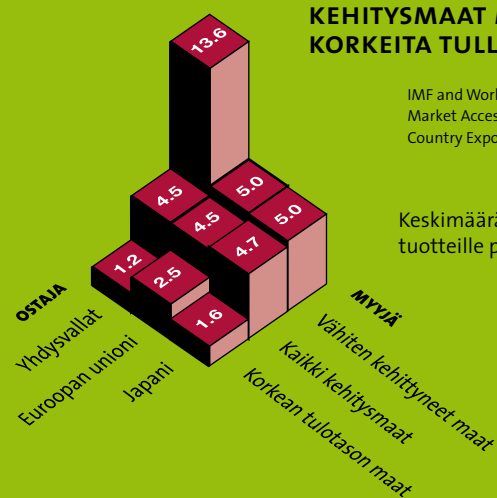 KEHITYSMAAT
KORKEITA TULL
IMF and Worl
Market Acces
Country Expo
Keskimäärä
tuotteille p
13.6
4.5
5.0
4.5
5.0
1.2
4.7
2.5
1.6
OSTAJA
Yhdysvallat
Euroopan unioni
Japani
MYYJÄ
Vähiten kehittyneet maat
Kaikki kehitysmaat
Korkean tulotason maat